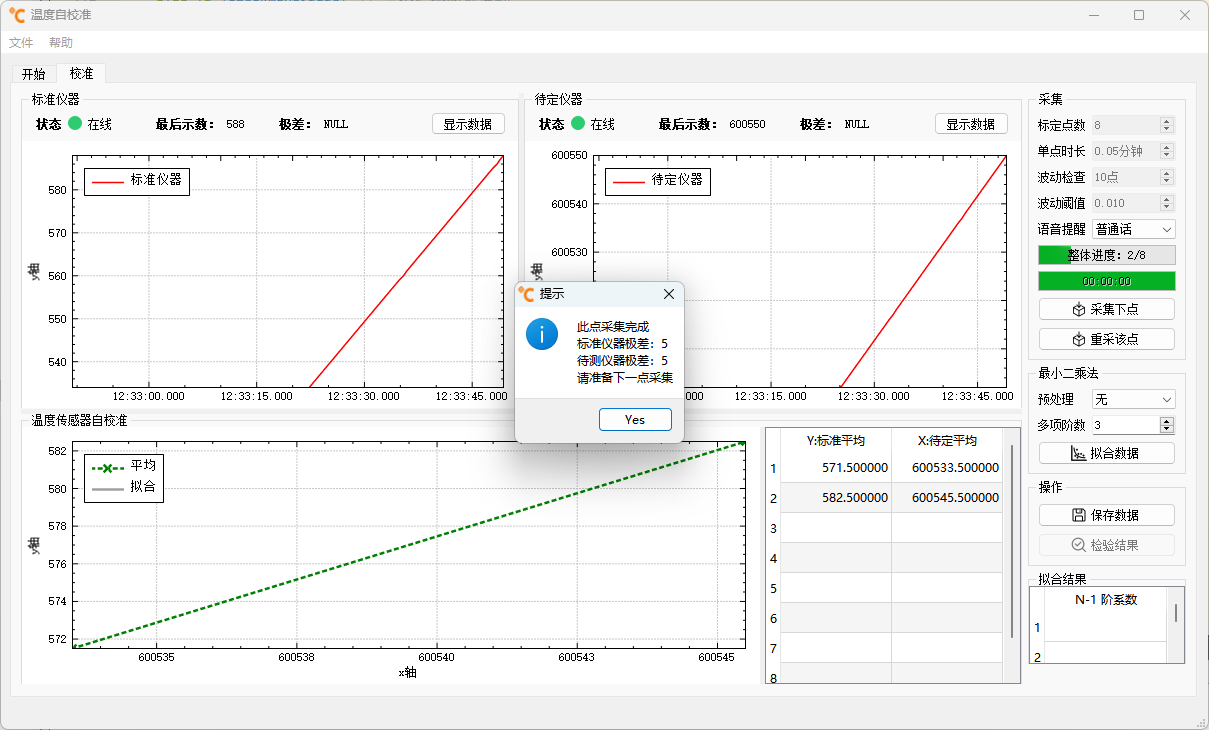 温度自校准
文件 帮助
开始 校准
标准仪器
状态 在线 最后示数： 588 极差： NULL 显示数据
标准仪器
580
570
560
550
540
y轴
12:33:00.000 12:33:15.000 12:33:30.000 12:33:45.000
待定仪器
状态 在线 最后示数： 600550 极差： NULL 显示数据
待定仪器
600550
600540
600530
y轴
000 12:33:15.000 12:33:30.000 12:33:45.000
提示
此点采集完成
标准仪器极差：5
待测仪器极差：5
请准备下一点采集
Yes
温度传感器自校准
平均
拟合
582
580
578
576
574
572
y轴
600535 600538 600540 600543 600545
x轴
Y:标准平均 X:待定平均
1 571.500000 600533.500000
2 582.500000 600545.500000
3
4
5
6
7
8
采集
标定点数 8
单点时长 0.05分钟
波动检查 10点
波动阈值 0.010
语音提醒 普通话
整体进度：2/8
00:00:00
采集下点
重采该点
最小二乘法
预处理 无
多项阶数 3
拟合数据
操作
保存数据
检验结果
拟合结果
N-1 阶系数
1
2